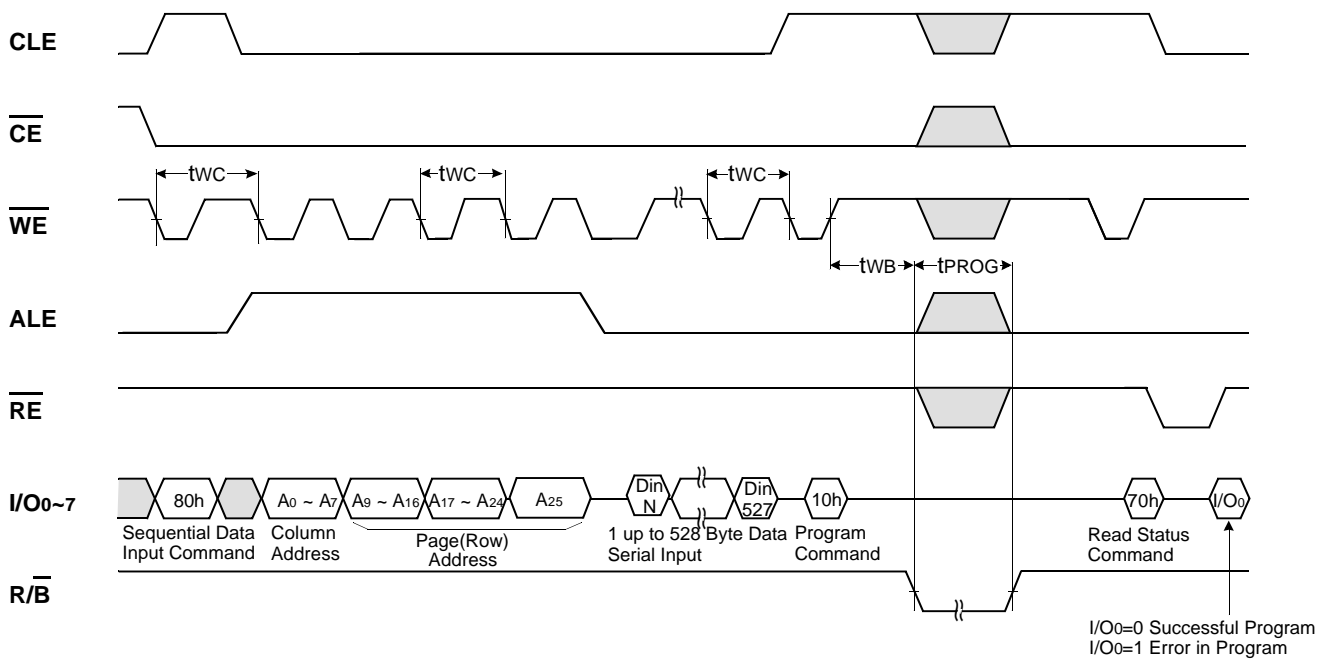 CLE
CE
tWC tWC tWC
WE
tWB tPROG
ALE
RE
I/O0~7
80h A0 ~ A7 A9 ~ A16 A17 ~ A24 A25 Din N Din 527 10h 70h I/O0
Sequential Data Input Command
Column Address
Page(Row) Address
1 up to 528 Byte Data Serial Input
Program Command
Read Status Command
R/B
I/O0=0 Successful Program
I/O0=1 Error in Program